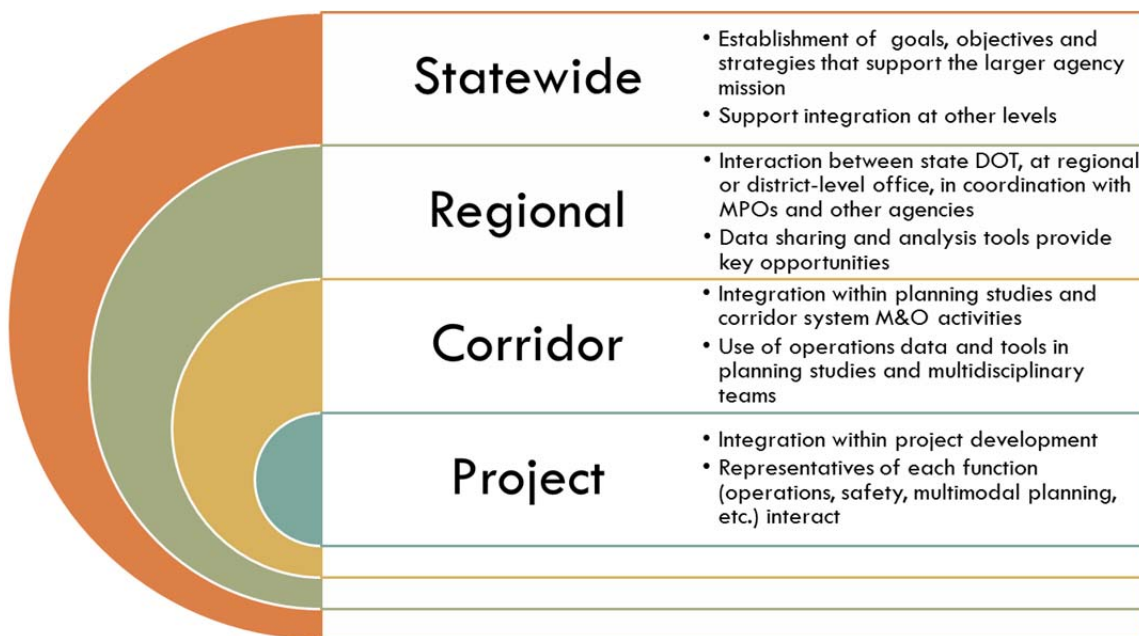 Statewide
• Establishment of goals, objectives and
strategies that support the larger agency
mission
• Support integration at other levels
Regional
• Interaction between state DOT, at regional
or district-level office, in coordination with
MPOs and other agencies
• Data sharing and analysis tools provide
key opportunities
Corridor
• Integration within planning studies and
corridor system M&O activities
• Use of operations data and tools in
planning studies and multidisciplinary
teams
Project
• Integration within project development
• Representatives of each function
(operations, safety, multimodal planning,
etc.) interact